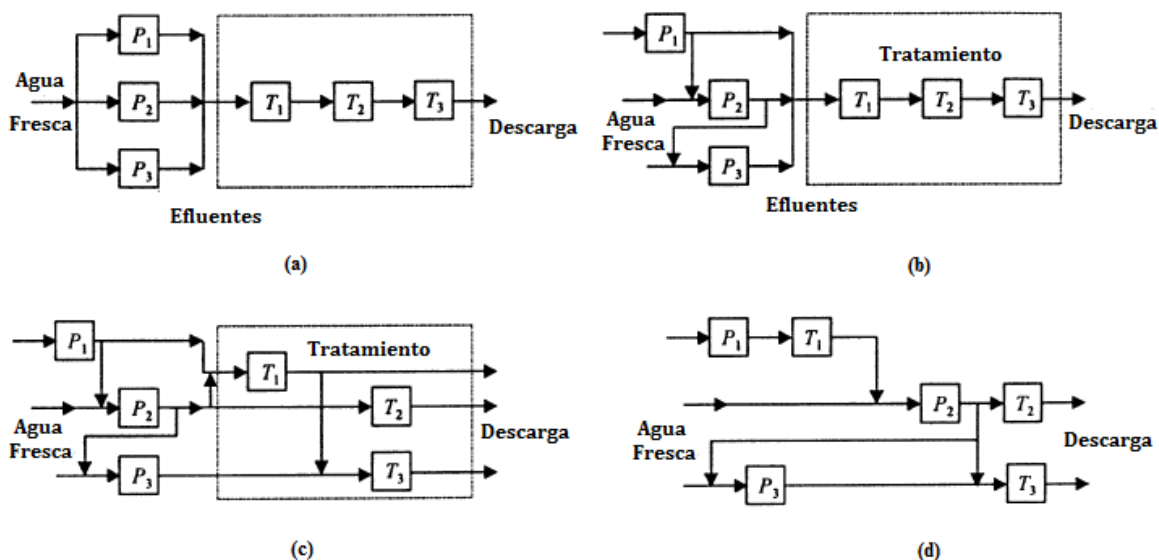 P₁
Agua
Fresca
P₂
P₃
T₁ T₂ T₃
Descarga
Efluentes
(a)
P₁
Tratamiento
Agua
Fresca
P₂
P₃
T₁ T₂ T₃
Descarga
Efluentes
(b)
P₁
Tratamiento
T₁
P₂
T₂
Agua
Fresca
Descarga
P₃
T₃
(c)
P₁ T₁
P₂ T₂
Agua
Fresca
Descarga
P₃
T₃
(d)